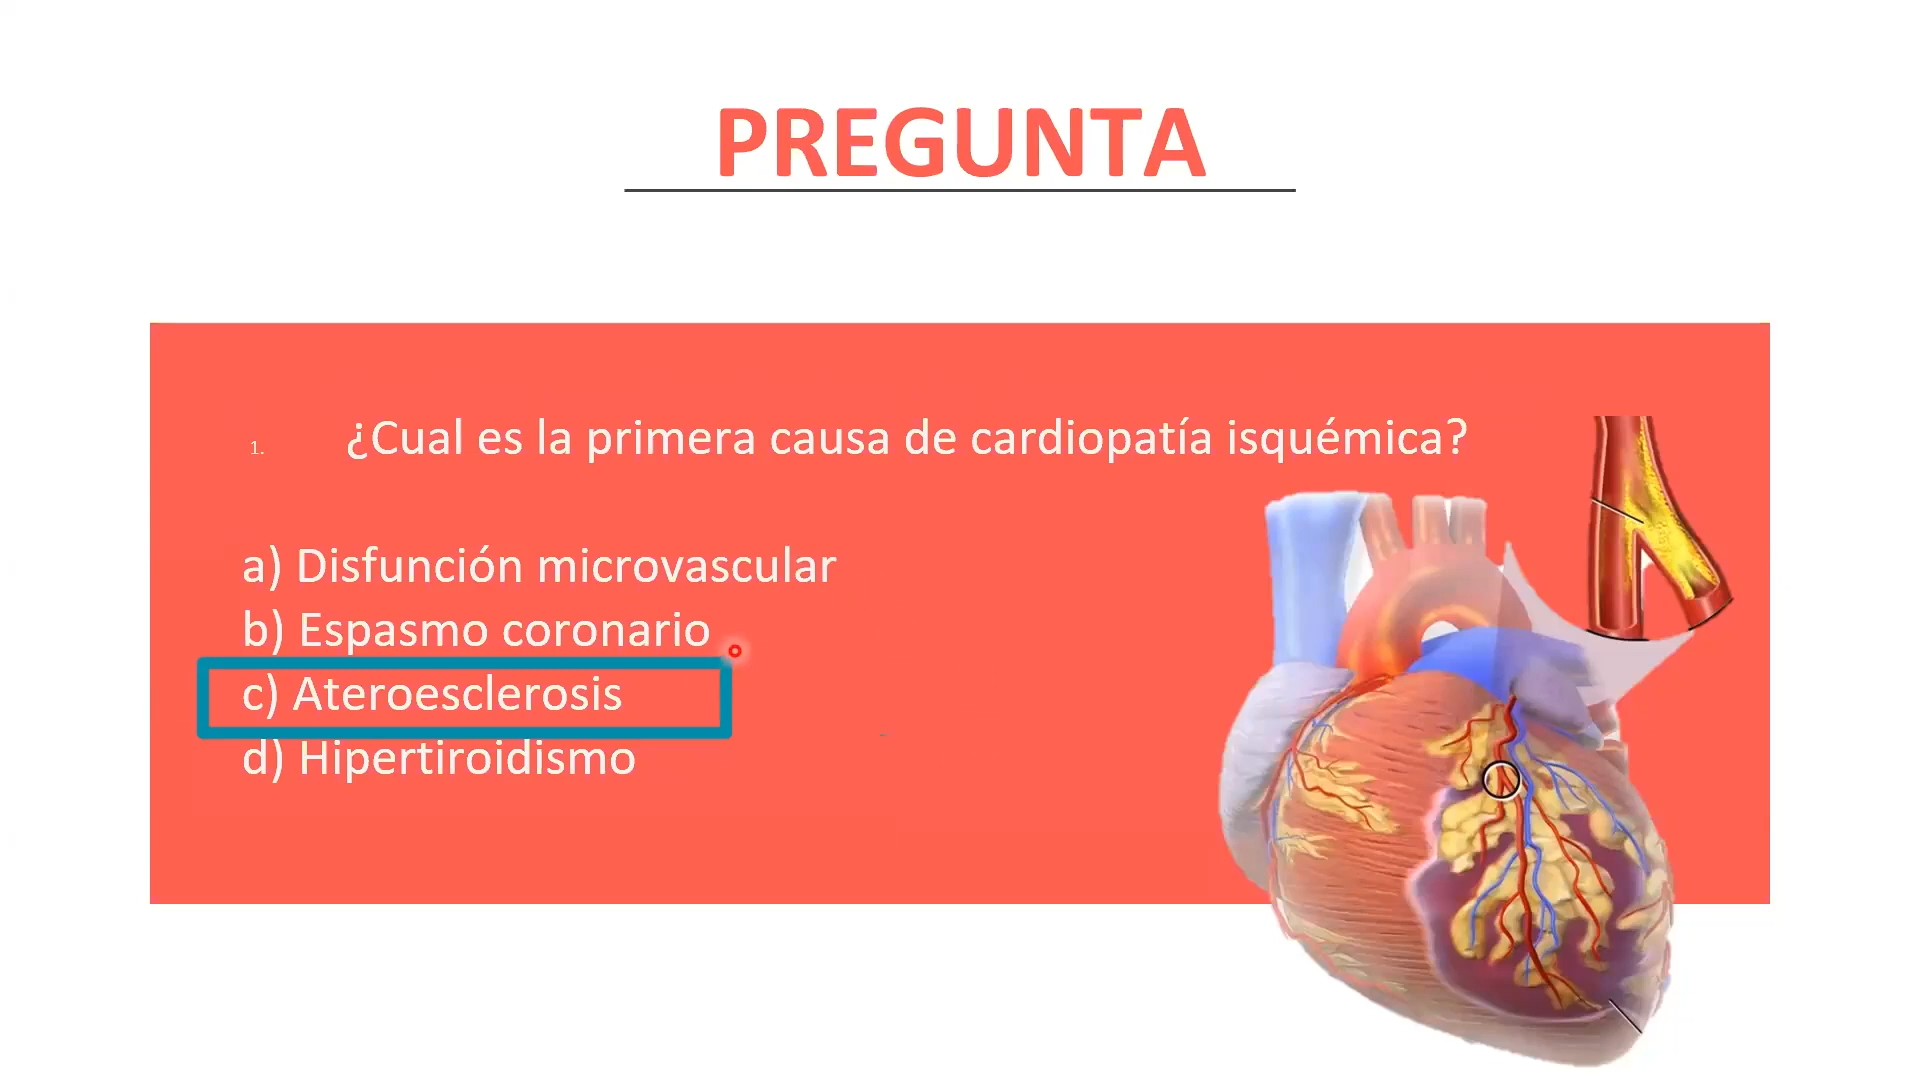 PREGUNTA
1. ¿Cual es la primera causa de cardiopatía isquémica?
a) Disfunción microvascular
b) Espasmo coronario
c) Ateroesclerosis
d) Hipertiroidismo